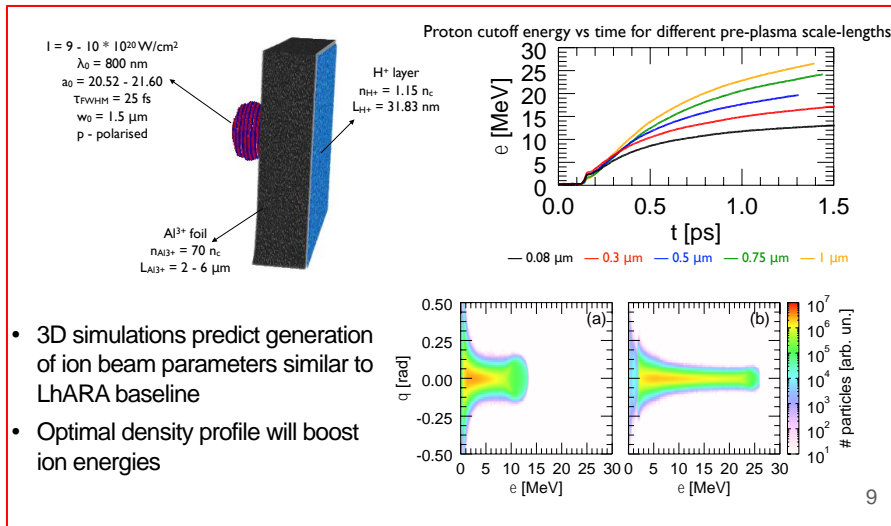 I = 9 - 10 * 10²⁰ W/cm²
λ₀ = 800 nm
a₀ = 20.52 - 21.60
τFWHM = 25 fs
w₀ = 1.5 µm
p - polarised
H⁺ layer
nH+ = 1.15 nc
LH+ = 31.83 nm
Al³⁺ foil
nAl3+ = 70 nc
LAl3+ = 2 - 6 µm
Proton cutoff energy vs time for different pre-plasma scale-lengths
30
25
20
15
10
5
0
e [MeV]
0.0 0.5 1.0 1.5
t [ps]
— 0.08 µm — 0.3 µm — 0.5 µm — 0.75 µm — 1 µm
• 3D simulations predict generation
of ion beam parameters similar to
LhARA baseline
• Optimal density profile will boost
ion energies
0.50
0.25
0.00
-0.25
-0.50
q [rad]
(a)
0 5 10 15 20 25 30
e [MeV]
(b)
0 5 10 15 20 25 30
e [MeV]
10⁷
10⁶
10⁵
10⁴
10³
10²
10¹
# particles [arb. un.]
9